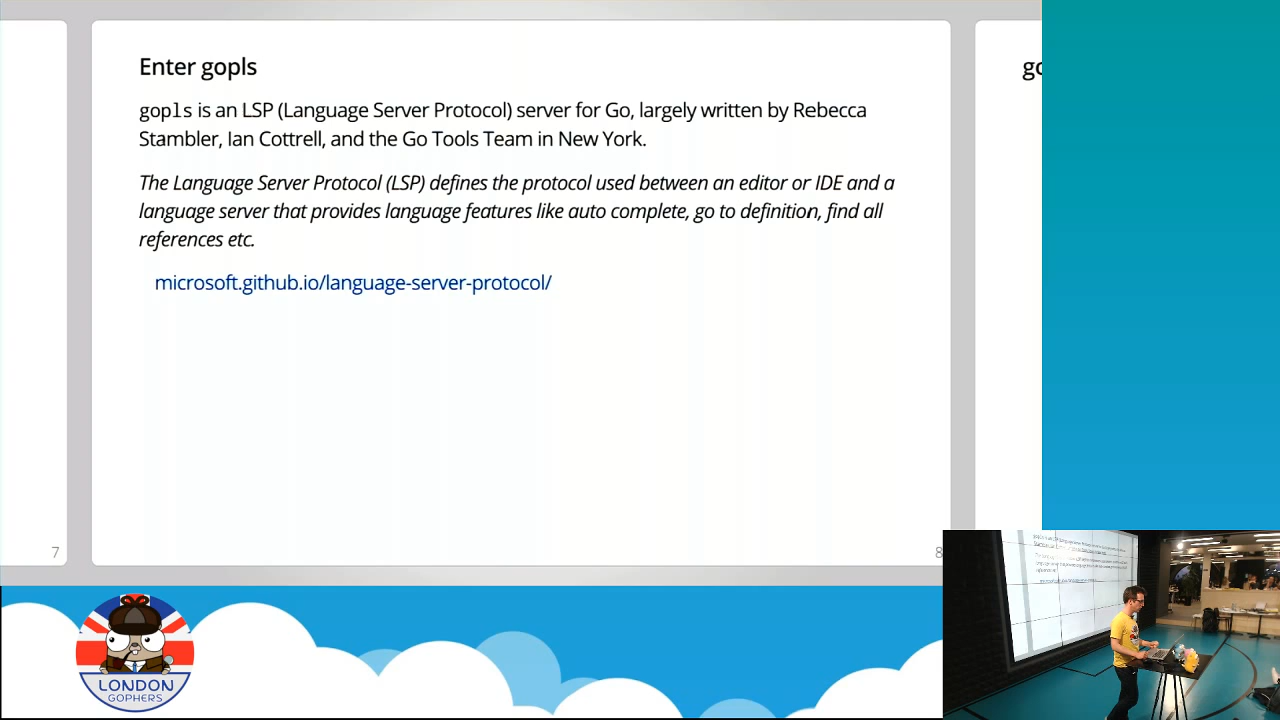 Enter gopls
go
gopls is an LSP (Language Server Protocol) server for Go, largely written by Rebecca
Stambler, Ian Cottrell, and the Go Tools Team in New York.
The Language Server Protocol (LSP) defines the protocol used between an editor or IDE and a
language server that provides language features like auto complete, go to definition, find all
references etc.
microsoft.github.io/language-server-protocol/
7
8
LONDON
GOPHERS